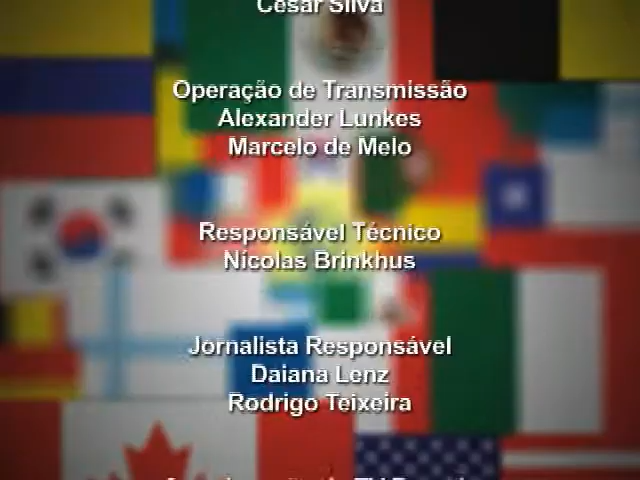 César Silva
Operação de Transmissão
Alexander Lunkes
Marcelo de Melo
Responsável Técnico
Nícolas Brinkhus
Jornalista Responsável
Daiana Lenz
Rodrigo Teixeira